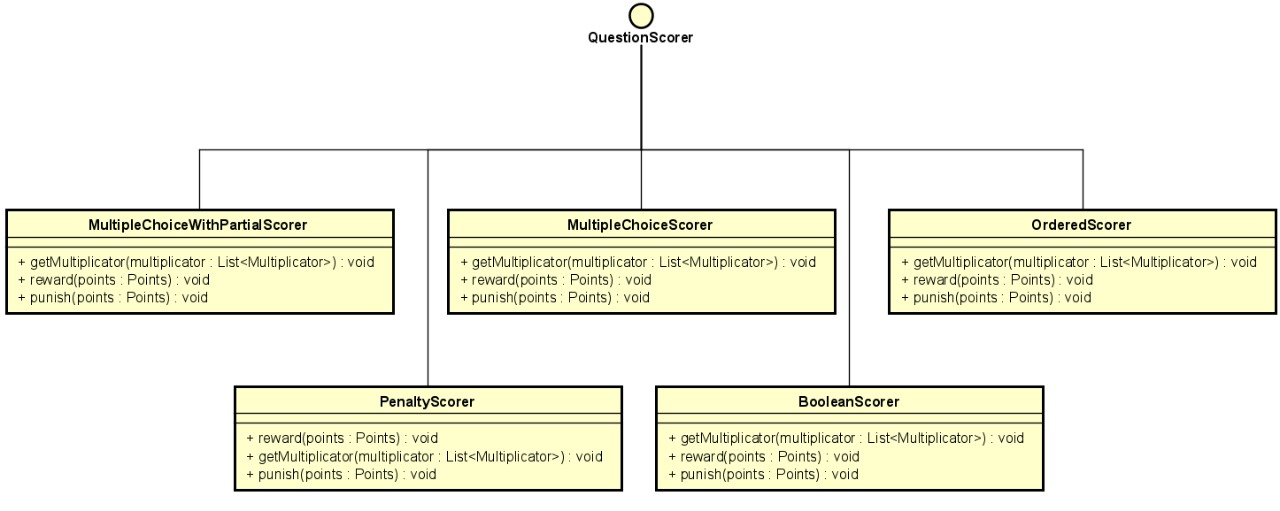 QuestionScorer
MultipleChoiceWithPartialScorer
+ getMultiplicator(multiplicator : List<Multiplicator>) : void
+ reward(points : Points) : void
+ punish(points : Points) : void
MultipleChoiceScorer
+ getMultiplicator(multiplicator : List<Multiplicator>) : void
+ reward(points : Points) : void
+ punish(points : Points) : void
OrderedScorer
+ getMultiplicator(multiplicator : List<Multiplicator>) : void
+ reward(points : Points) : void
+ punish(points : Points) : void
PenaltyScorer
+ reward(points : Points) : void
+ getMultiplicator(multiplicator : List<Multiplicator>) : void
+ punish(points : Points) : void
BooleanScorer
+ getMultiplicator(multiplicator : List<Multiplicator>) : void
+ reward(points : Points) : void
+ punish(points : Points) : void